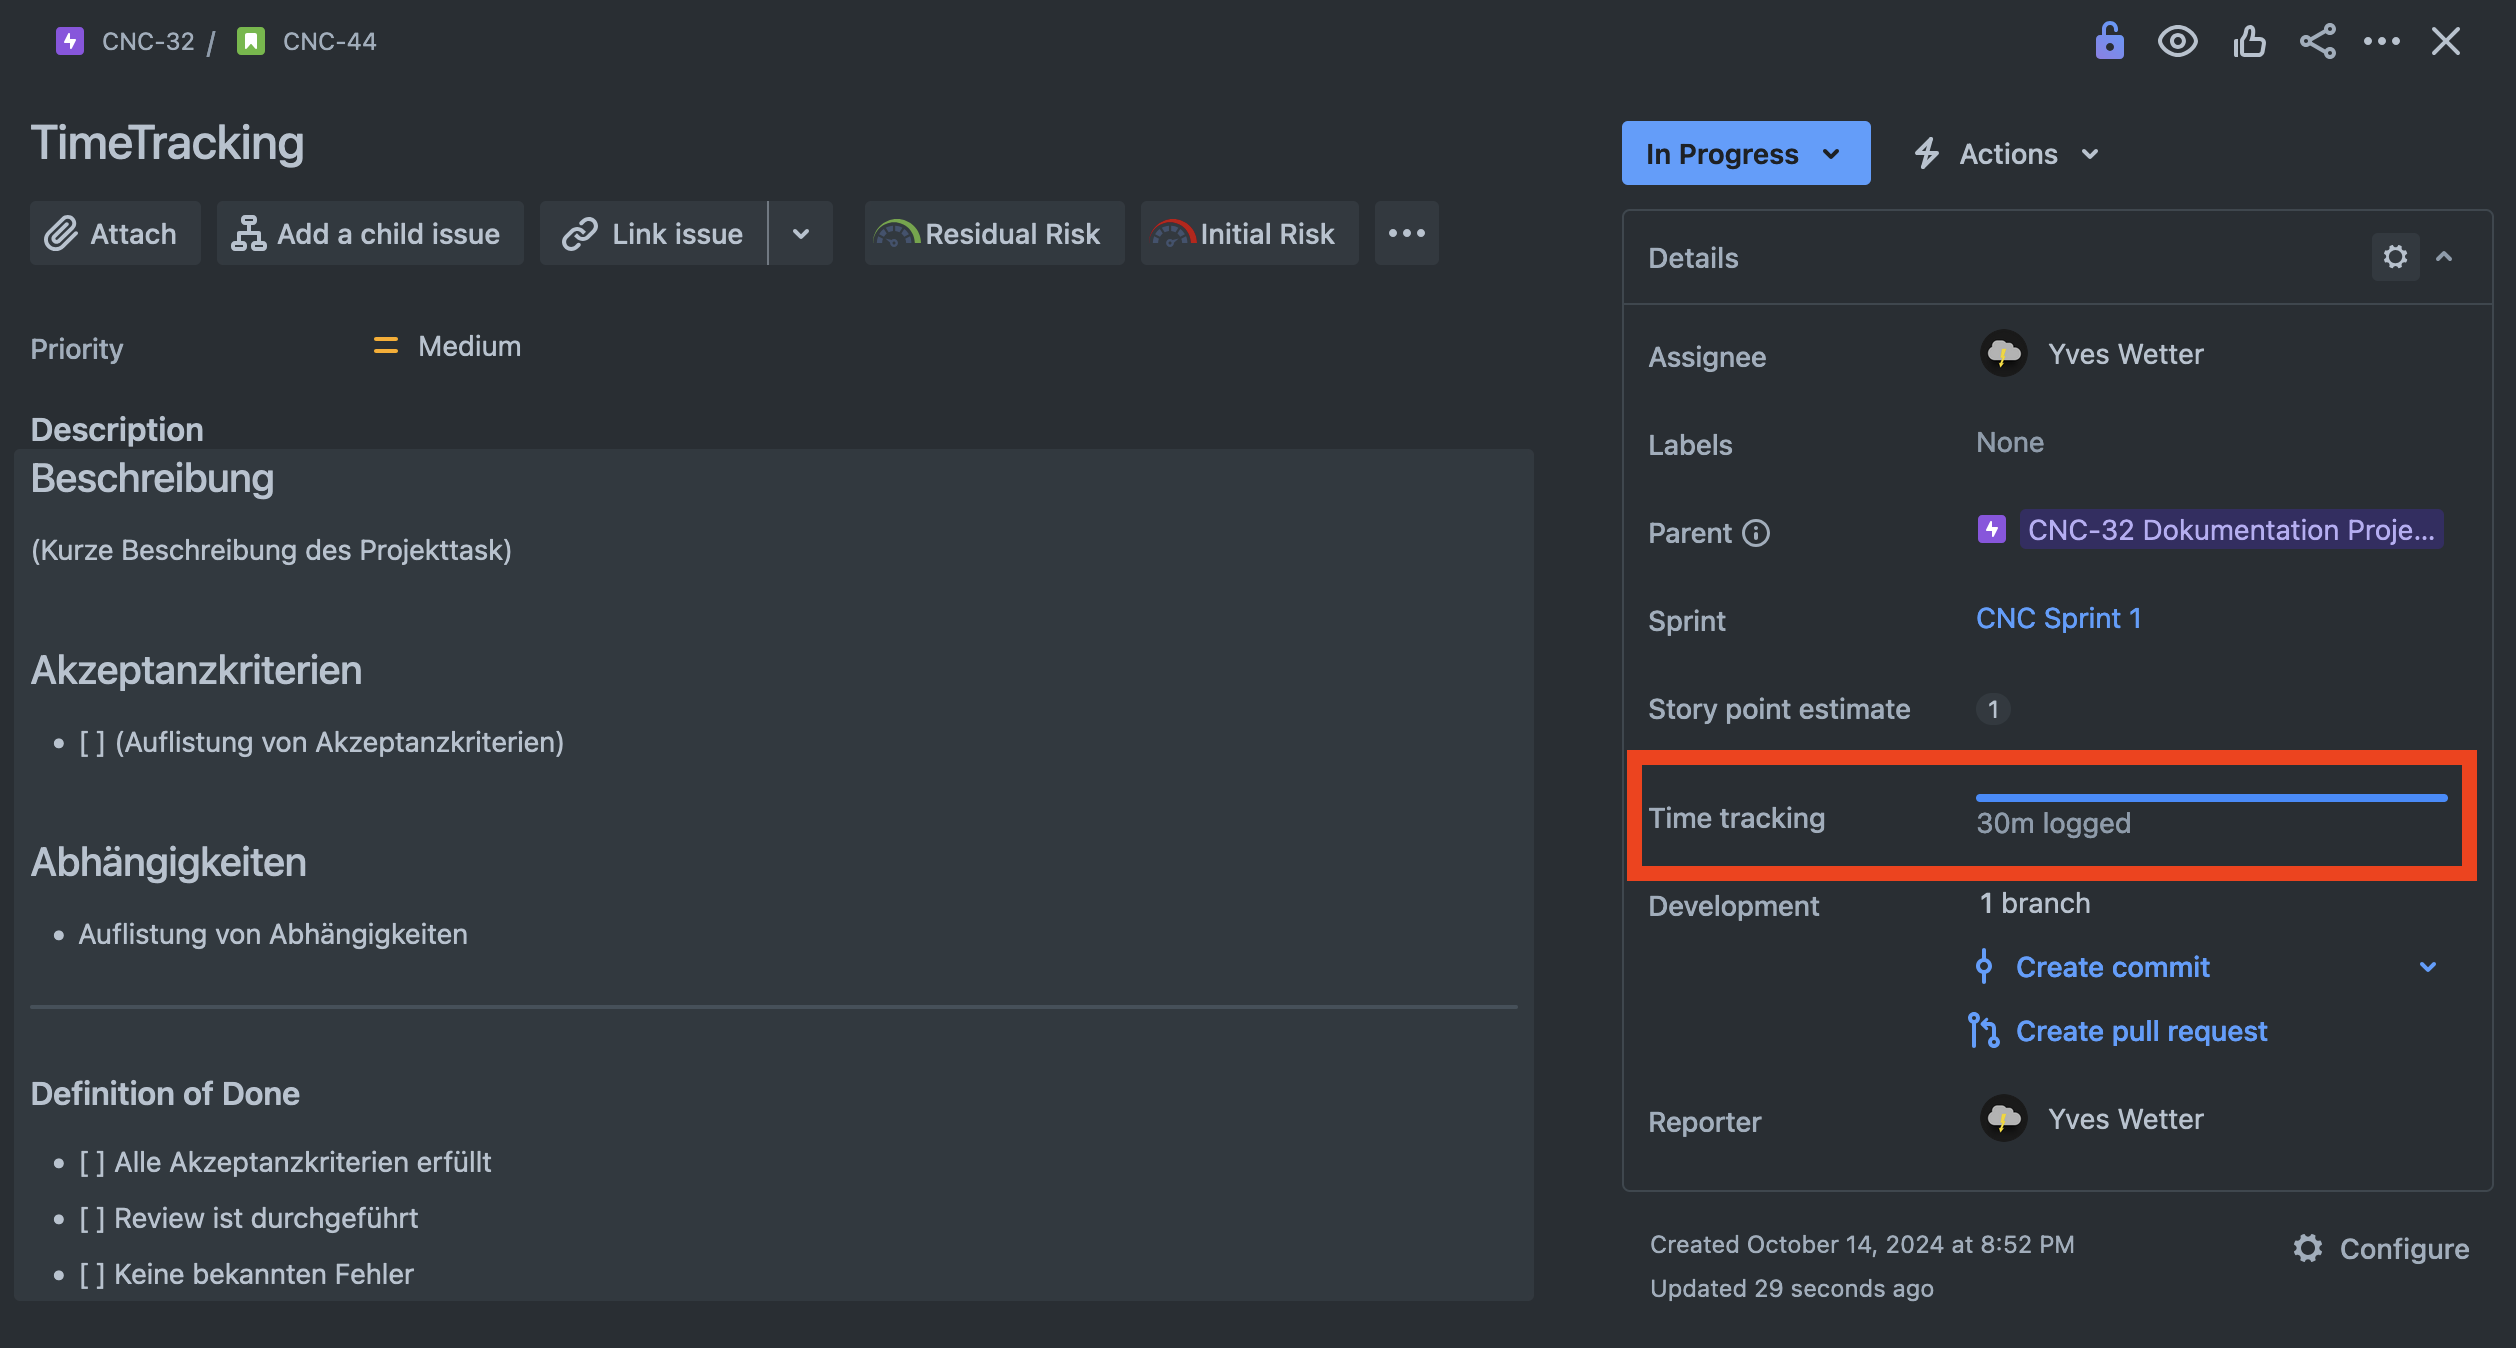 CNC-32 / CNC-44
TimeTracking
Attach
Add a child issue
Link issue
Residual Risk
Initial Risk
Priority
Medium
Description
Beschreibung
(Kurze Beschreibung des Projekttask)
Akzeptanzkriterien
• [ ] (Auflistung von Akzeptanzkriterien)
Abhängigkeiten
• Auflistung von Abhängigkeiten
Definition of Done
• [ ] Alle Akzeptanzkriterien erfüllt
• [ ] Review ist durchgeführt
• [ ] Keine bekannten Fehler
In Progress
Actions
Details
Assignee
Yves Wetter
Labels
None
Parent
CNC-32 Dokumentation Proje...
Sprint
CNC Sprint 1
Story point estimate
1
Time tracking
30m logged
Development
1 branch
Create commit
Create pull request
Reporter
Yves Wetter
Created October 14, 2024 at 8:52 PM
Updated 29 seconds ago
Configure